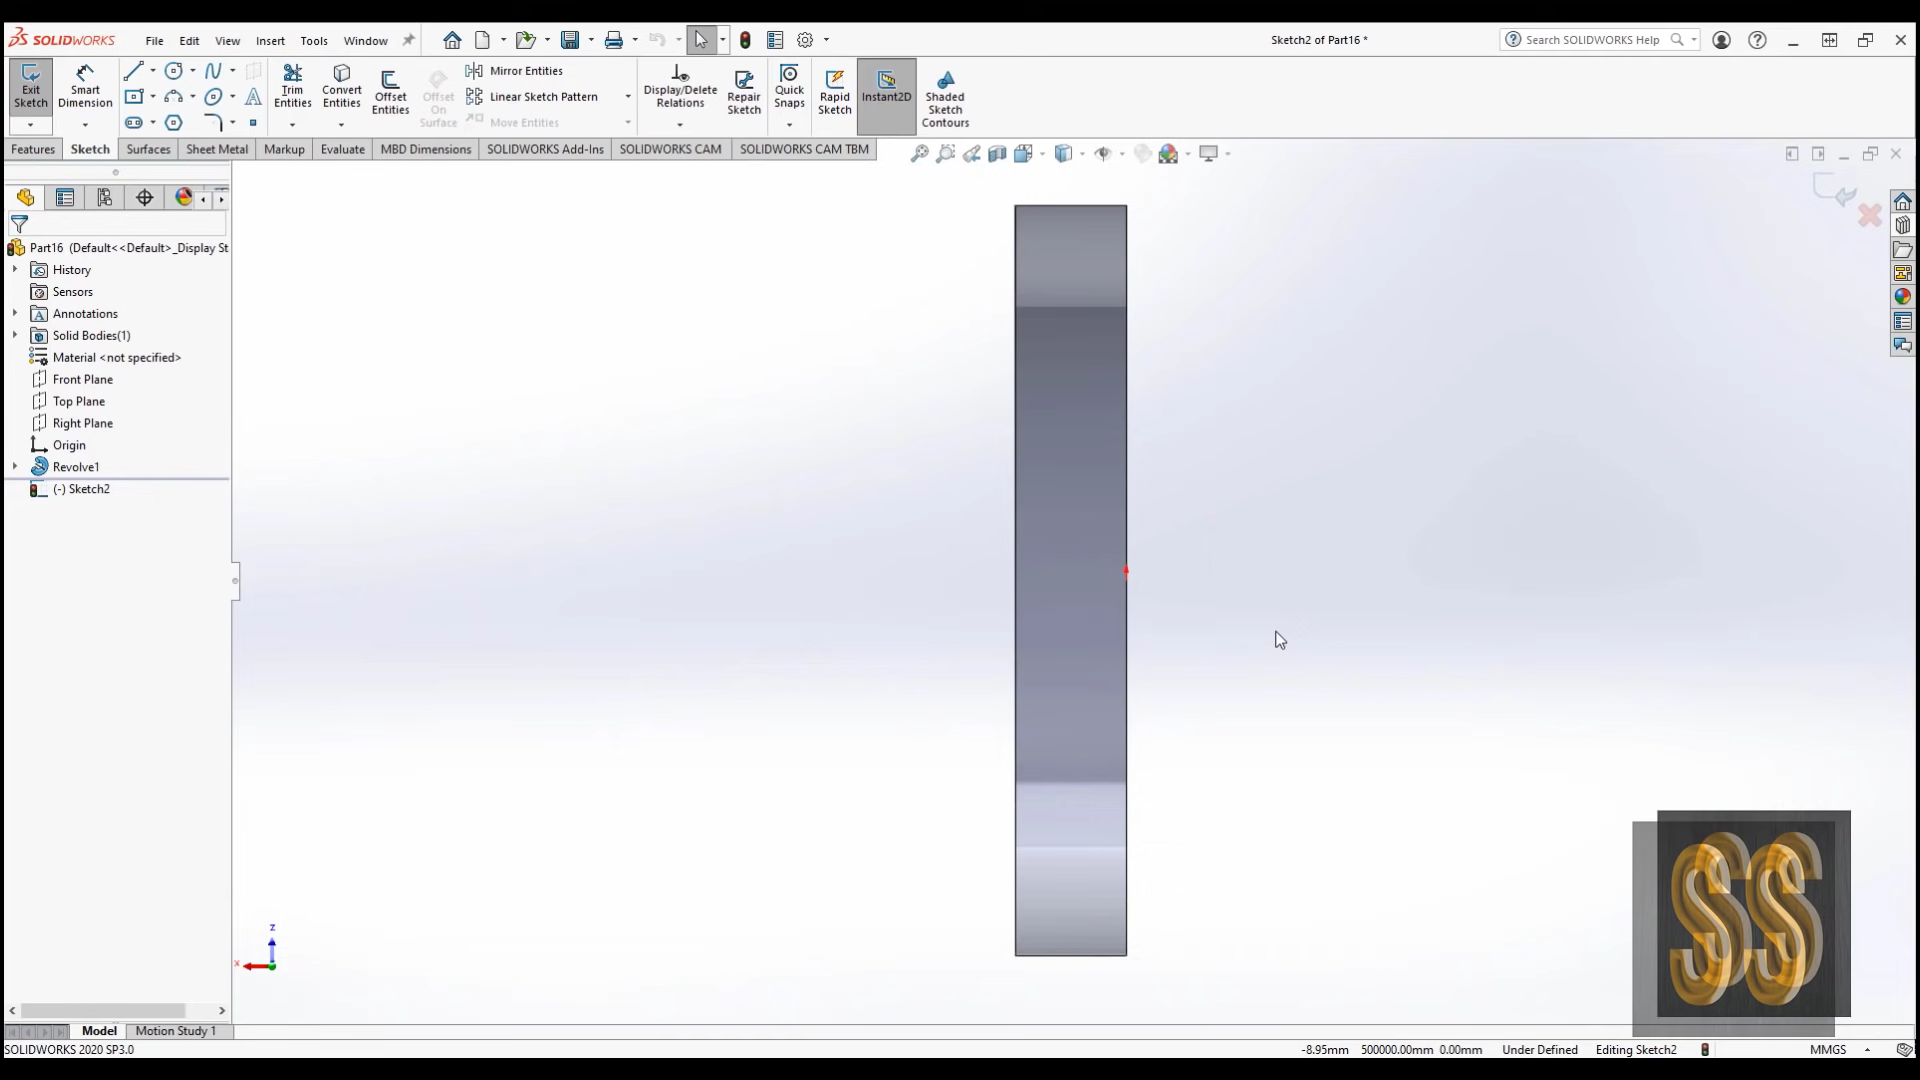 SOLIDWORKS
File Edit View Insert Tools Window
Sketch2 of Part16 *
Search SOLIDWORKS Help
Exit Sketch
Smart Dimension
Trim Entities
Convert Entities
Offset Entities
Offset On Surface
Mirror Entities
Linear Sketch Pattern
Move Entities
Display/Delete Relations
Repair Sketch
Quick Snaps
Rapid Sketch
Instant2D
Shaded Sketch Contours
Features Sketch Surfaces Sheet Metal Markup Evaluate MBD Dimensions SOLIDWORKS Add-Ins SOLIDWORKS CAM SOLIDWORKS CAM TBM
Part16 (Default<<Default>_Display St
History
Sensors
Annotations
Solid Bodies(1)
Material <not specified>
Front Plane
Top Plane
Right Plane
Origin
Revolve1
(-) Sketch2
z
x
SS
Model Motion Study 1
SOLIDWORKS 2020 SP3.0
-8.95mm 500000.00mm 0.00mm Under Defined Editing Sketch2 MMGS